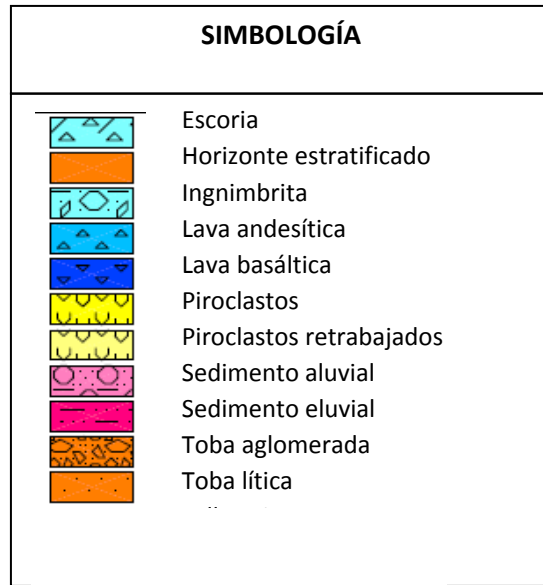 SIMBOLOGÍA
Escoria
Horizonte estratificado
Ingnimbrita
Lava andesítica
Lava basáltica
Piroclastos
Piroclastos retrabajados
Sedimento aluvial
Sedimento eluvial
Toba aglomerada
Toba lítica